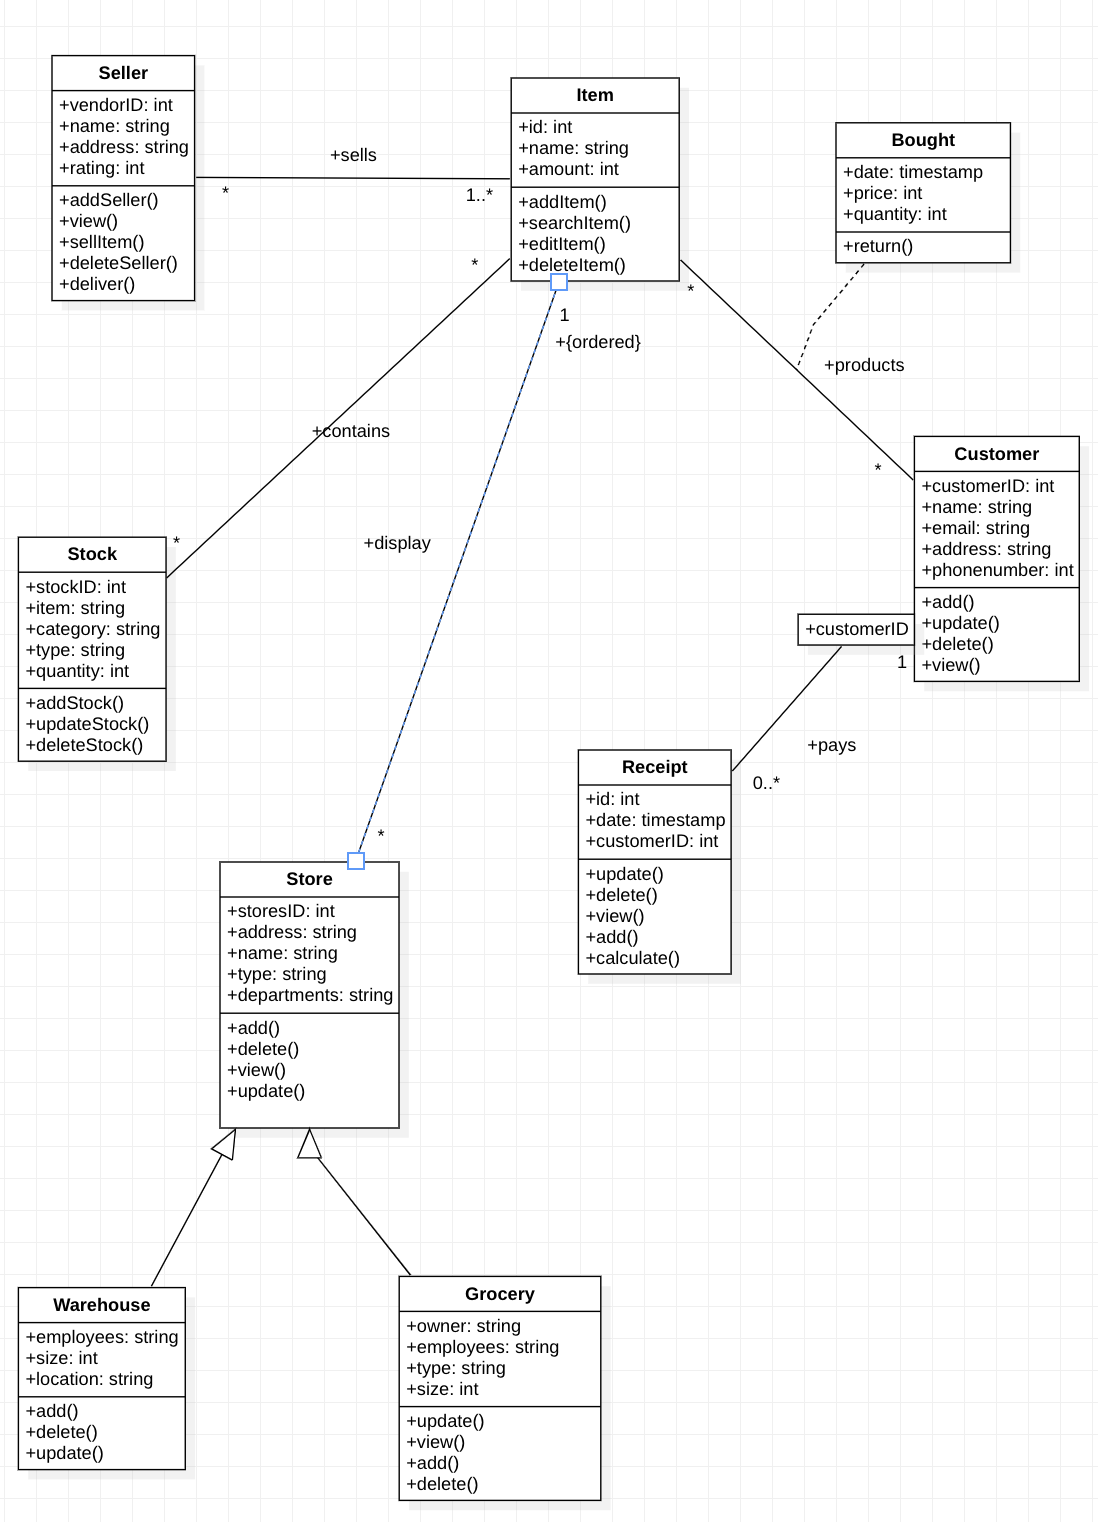 Seller
+vendorID: int
+name: string
+address: string
+rating: int
+addSeller()
+view()
+sellItem()
+deleteSeller()
+deliver()
+sells
*
1..*
Item
+id: int
+name: string
+amount: int
+addItem()
+searchItem()
+editItem()
+deleteItem()
*
1
+{ordered}
*
Bought
+date: timestamp
+price: int
+quantity: int
+return()
+products
*
+contains
*
+display
*
Customer
+customerID: int
+name: string
+email: string
+address: string
+phonenumber: int
+add()
+update()
+delete()
+view()
+customerID
1
+pays
0..*
Stock
+stockID: int
+item: string
+category: string
+type: string
+quantity: int
+addStock()
+updateStock()
+deleteStock()
Receipt
+id: int
+date: timestamp
+customerID: int
+update()
+delete()
+view()
+add()
+calculate()
Store
+storesID: int
+address: string
+name: string
+type: string
+departments: string
+add()
+delete()
+view()
+update()
Warehouse
+employees: string
+size: int
+location: string
+add()
+delete()
+update()
Grocery
+owner: string
+employees: string
+type: string
+size: int
+update()
+view()
+add()
+delete()